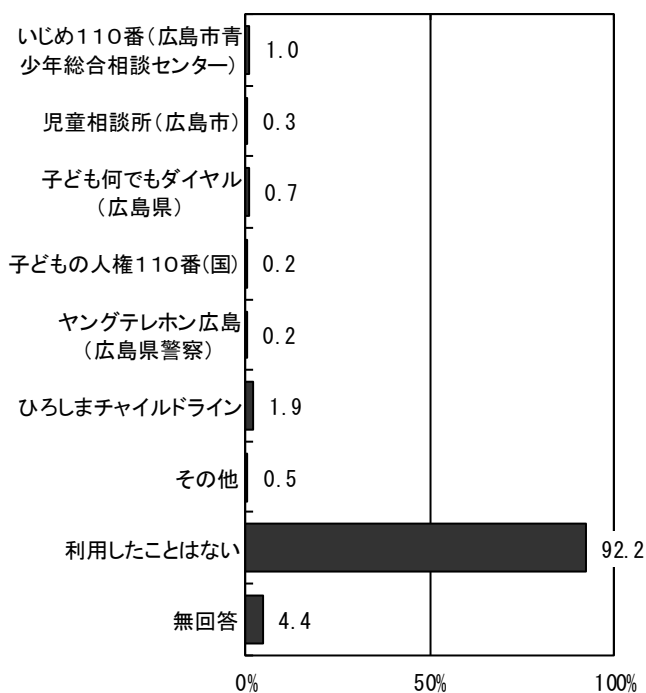 いじめ110番(広島市青
少年総合相談センター)
1.0
児童相談所(広島市)
0.3
子ども何でもダイヤル
(広島県)
0.7
子どもの人権110番(国)
0.2
ヤングテレホン広島
(広島県警察)
0.2
ひろしまチャイルドライン
1.9
その他
0.5
利用したことはない
92.2
無回答
4.4
0%
50%
100%